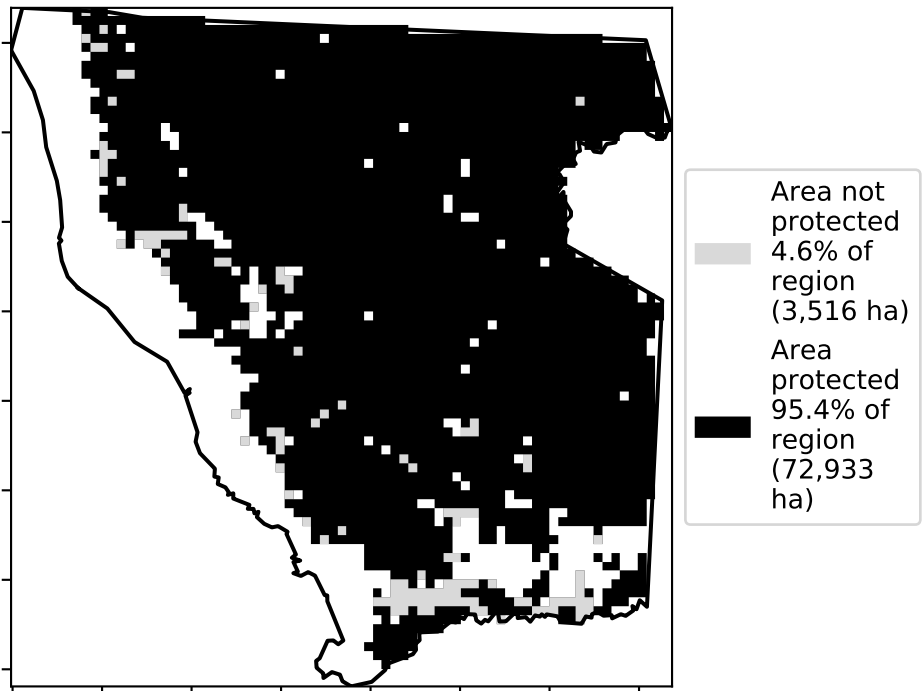 Area not
protected
4.6% of
region
(3,516 ha)
Area
protected
95.4% of
region
(72,933
ha)